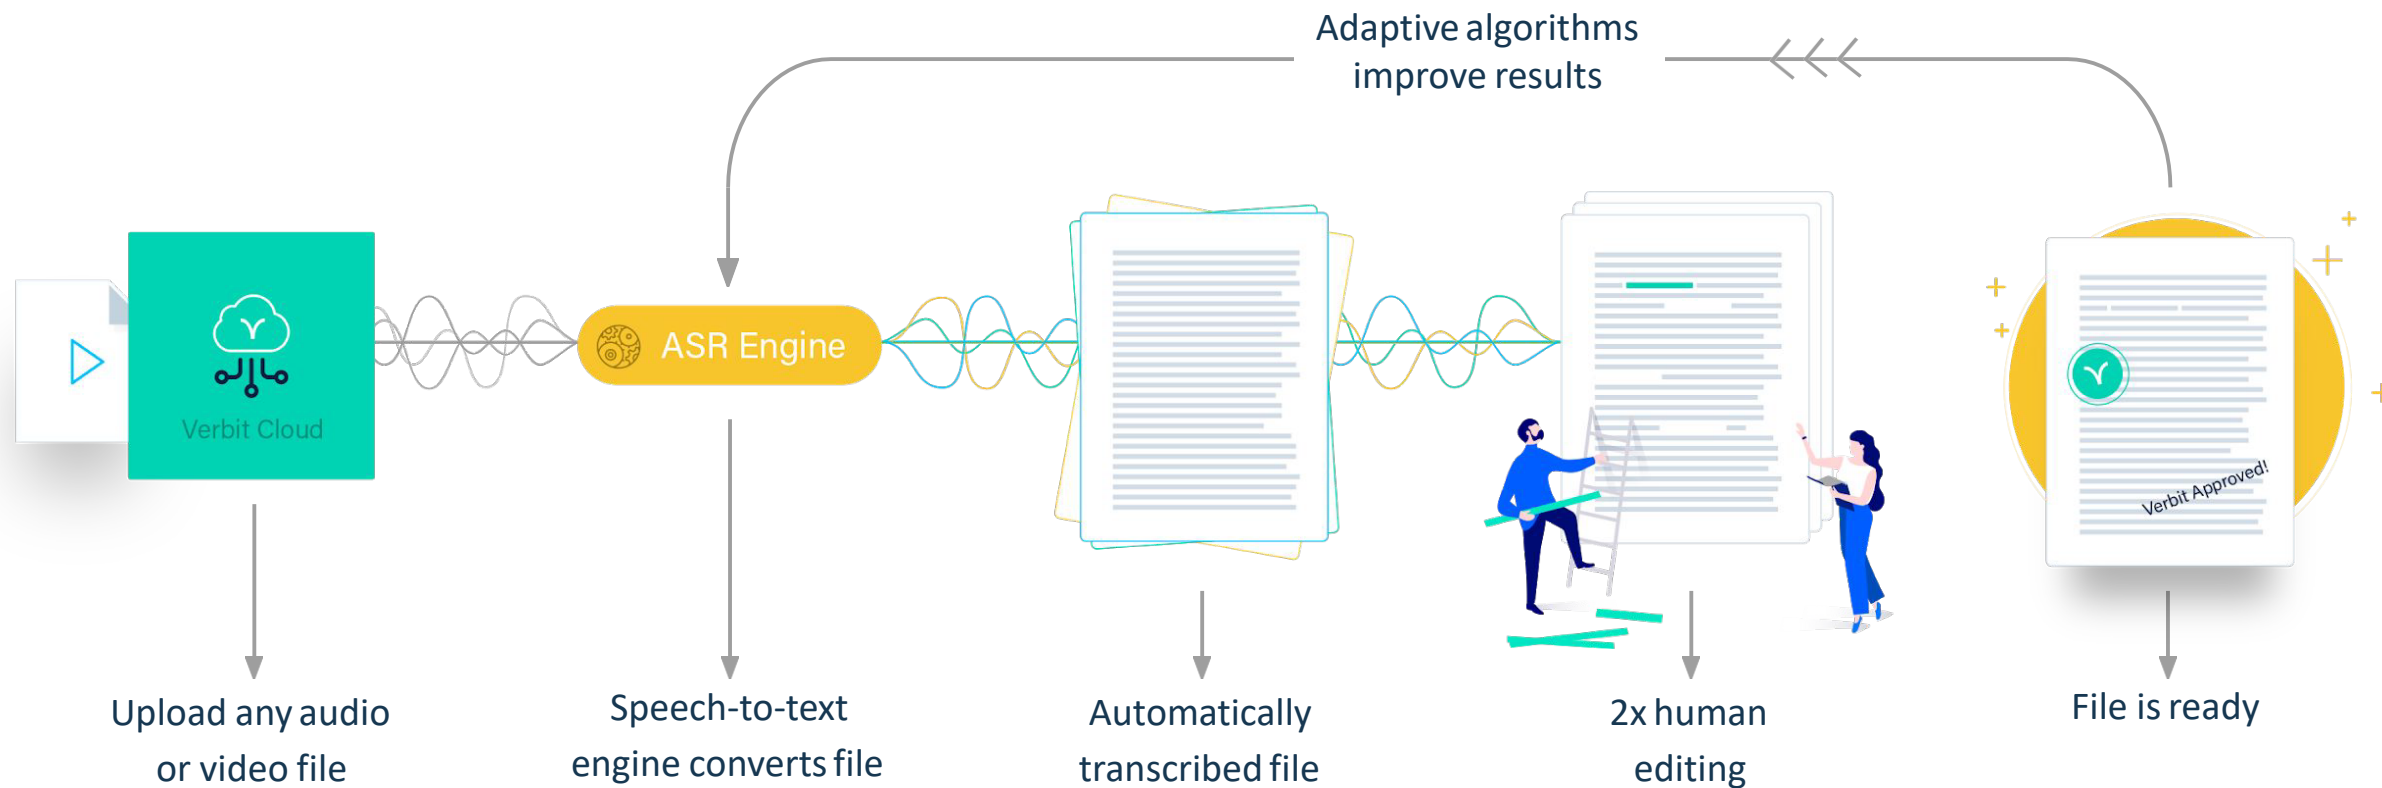 Adaptive algorithms
improve results
Verbit Cloud
ASR Engine
Verbit Approved!
Upload any audio
or video file
Speech-to-text
engine converts file
Automatically
transcribed file
2x human
editing
File is ready